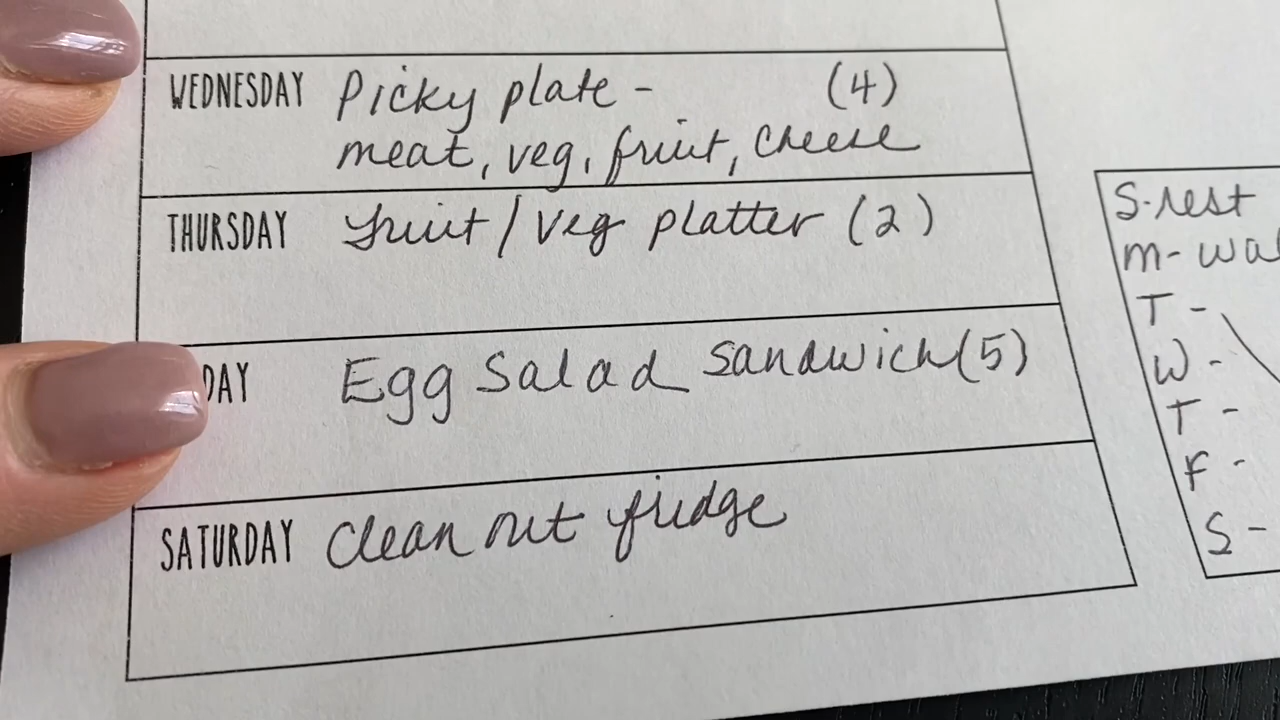 WEDNESDAY Picky plate - (4)
meat, veg, fruit, cheese
THURSDAY fruit / veg platter (2)
DAY Egg Salad Sandwich (5)
SATURDAY Clean out fridge
S-rest
m-
T -
W -
T -
F -
S -